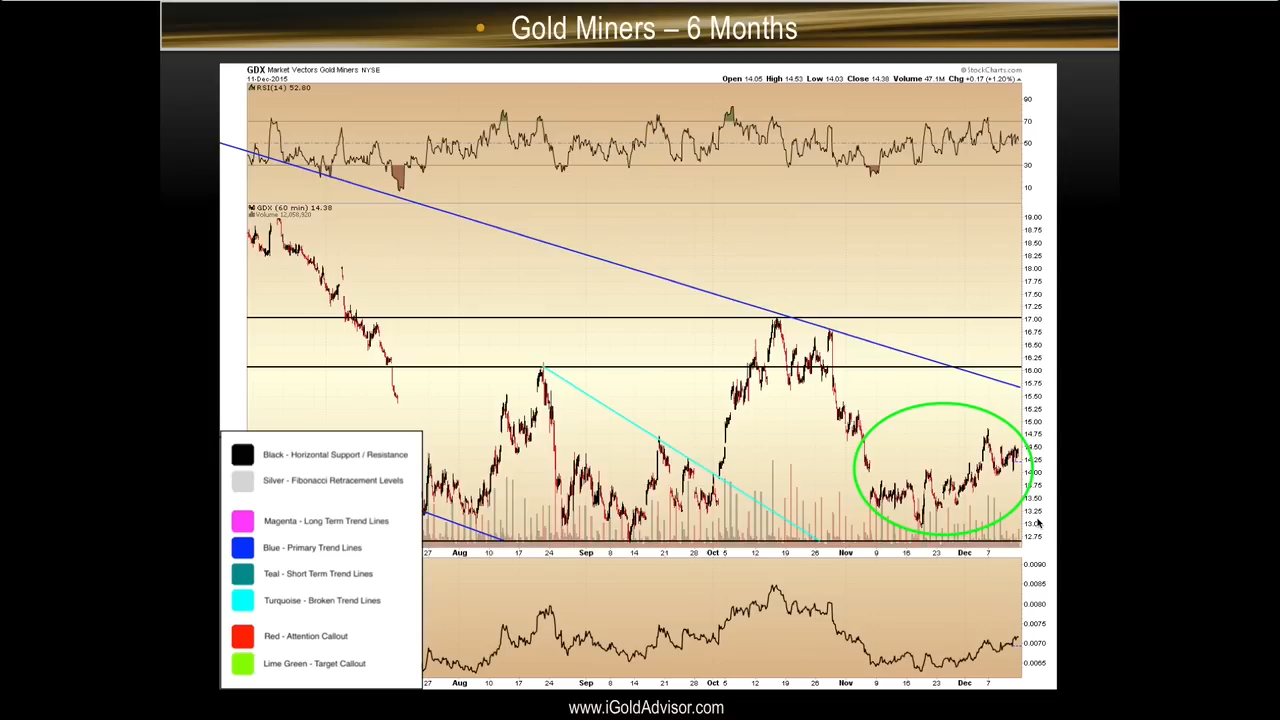 • Gold Miners – 6 Months
GDX Market Vectors Gold Miners NYSE
© StockCharts.com
11-Dec-2015
Open 14.05 High 14.53 Low 14.03 Close 14.38 Volume 47.1M Chg +0.17 (+1.20%)
RSI(14) 52.80
90
70
50
30
10
GDX (60 min) 14.38
Volume 12,058,920
19.00
18.75
18.50
18.25
18.00
17.75
17.50
17.25
17.00
16.75
16.50
16.25
16.00
15.75
15.50
15.25
15.00
14.75
14.50
14.25
14.00
13.75
13.50
13.25
13.00
12.75
Black - Horizontal Support / Resistance
Silver - Fibonacci Retracement Levels
Magenta - Long Term Trend Lines
Blue - Primary Trend Lines
Teal - Short Term Trend Lines
Turquoise - Broken Trend Lines
Red - Attention Callout
Lime Green - Target Callout
27 Aug 10 17 24 Sep 8 14 21 28 Oct 5 12 19 26 Nov 9 16 23 Dec 7
0.0090
0.0085
0.0080
0.0075
0.0070
0.0065
27 Aug 10 17 24 Sep 8 14 21 28 Oct 5 12 19 26 Nov 9 16 23 Dec 7
www.iGoldAdvisor.com